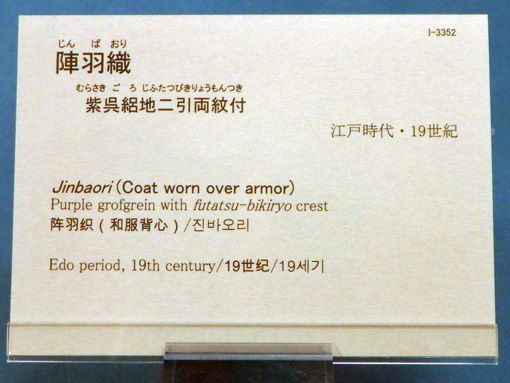 I-3352
じん ば おり
陣羽織
むらさき ご ろ じふたつびきりょうもんつき
紫呉絽地二引両紋付
江戸時代・19世紀
Jinbaori (Coat worn over armor)
Purple grofgrein with futatsu-bikiryo crest
阵羽织 ( 和服背心 ) /진바오리
Edo period, 19th century/19世纪/19세기